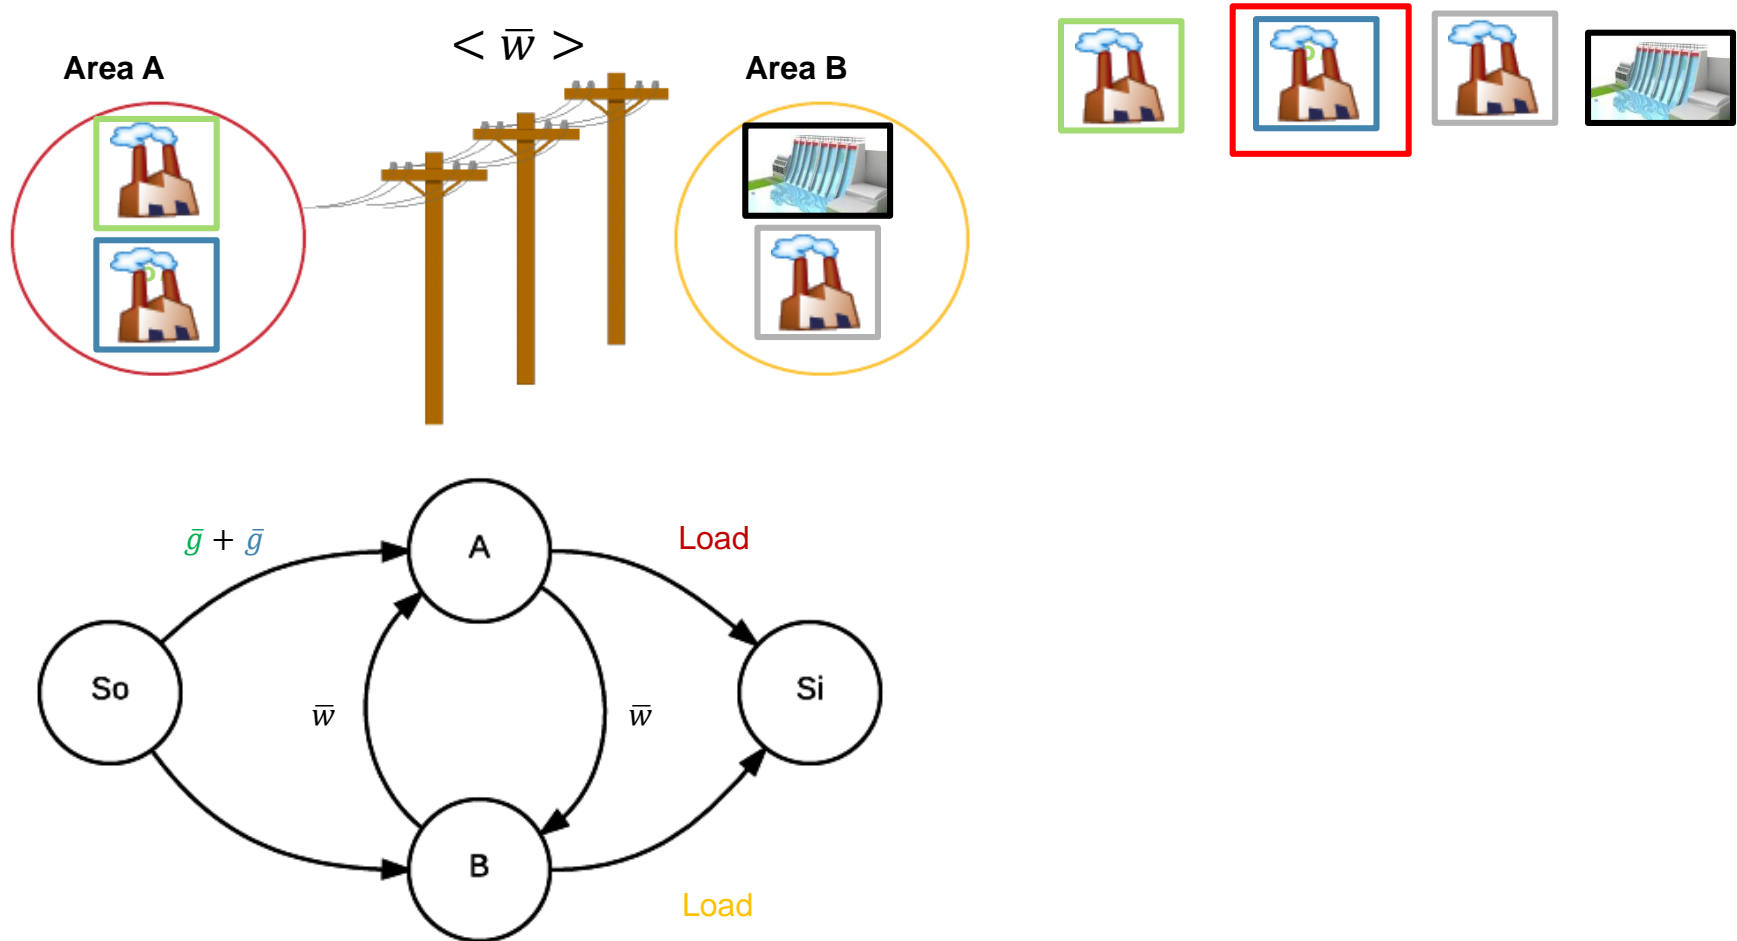 < w̅ >
Area A
Area B
g̅ + g̅
Load
A
So
Si
w̅
w̅
B
Load